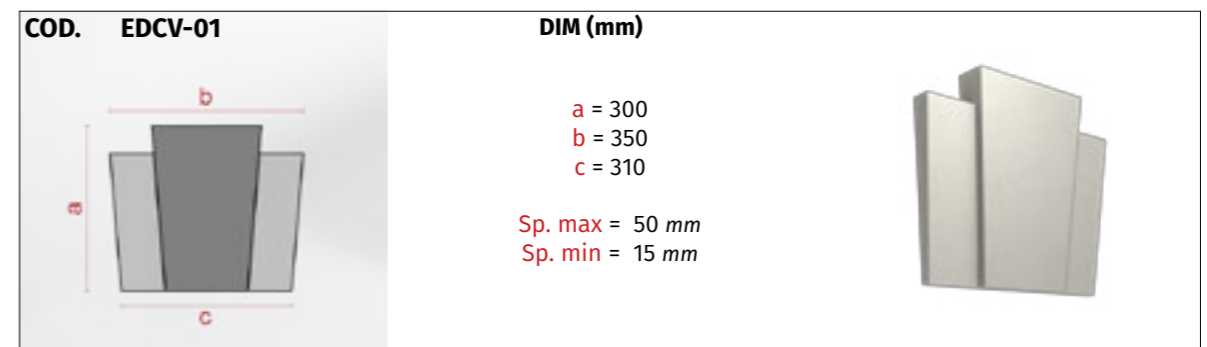 COD. EDCV-01
DIM (mm)
b
a
c
a = 300
b = 350
c = 310
Sp. max = 50 mm
Sp. min = 15 mm